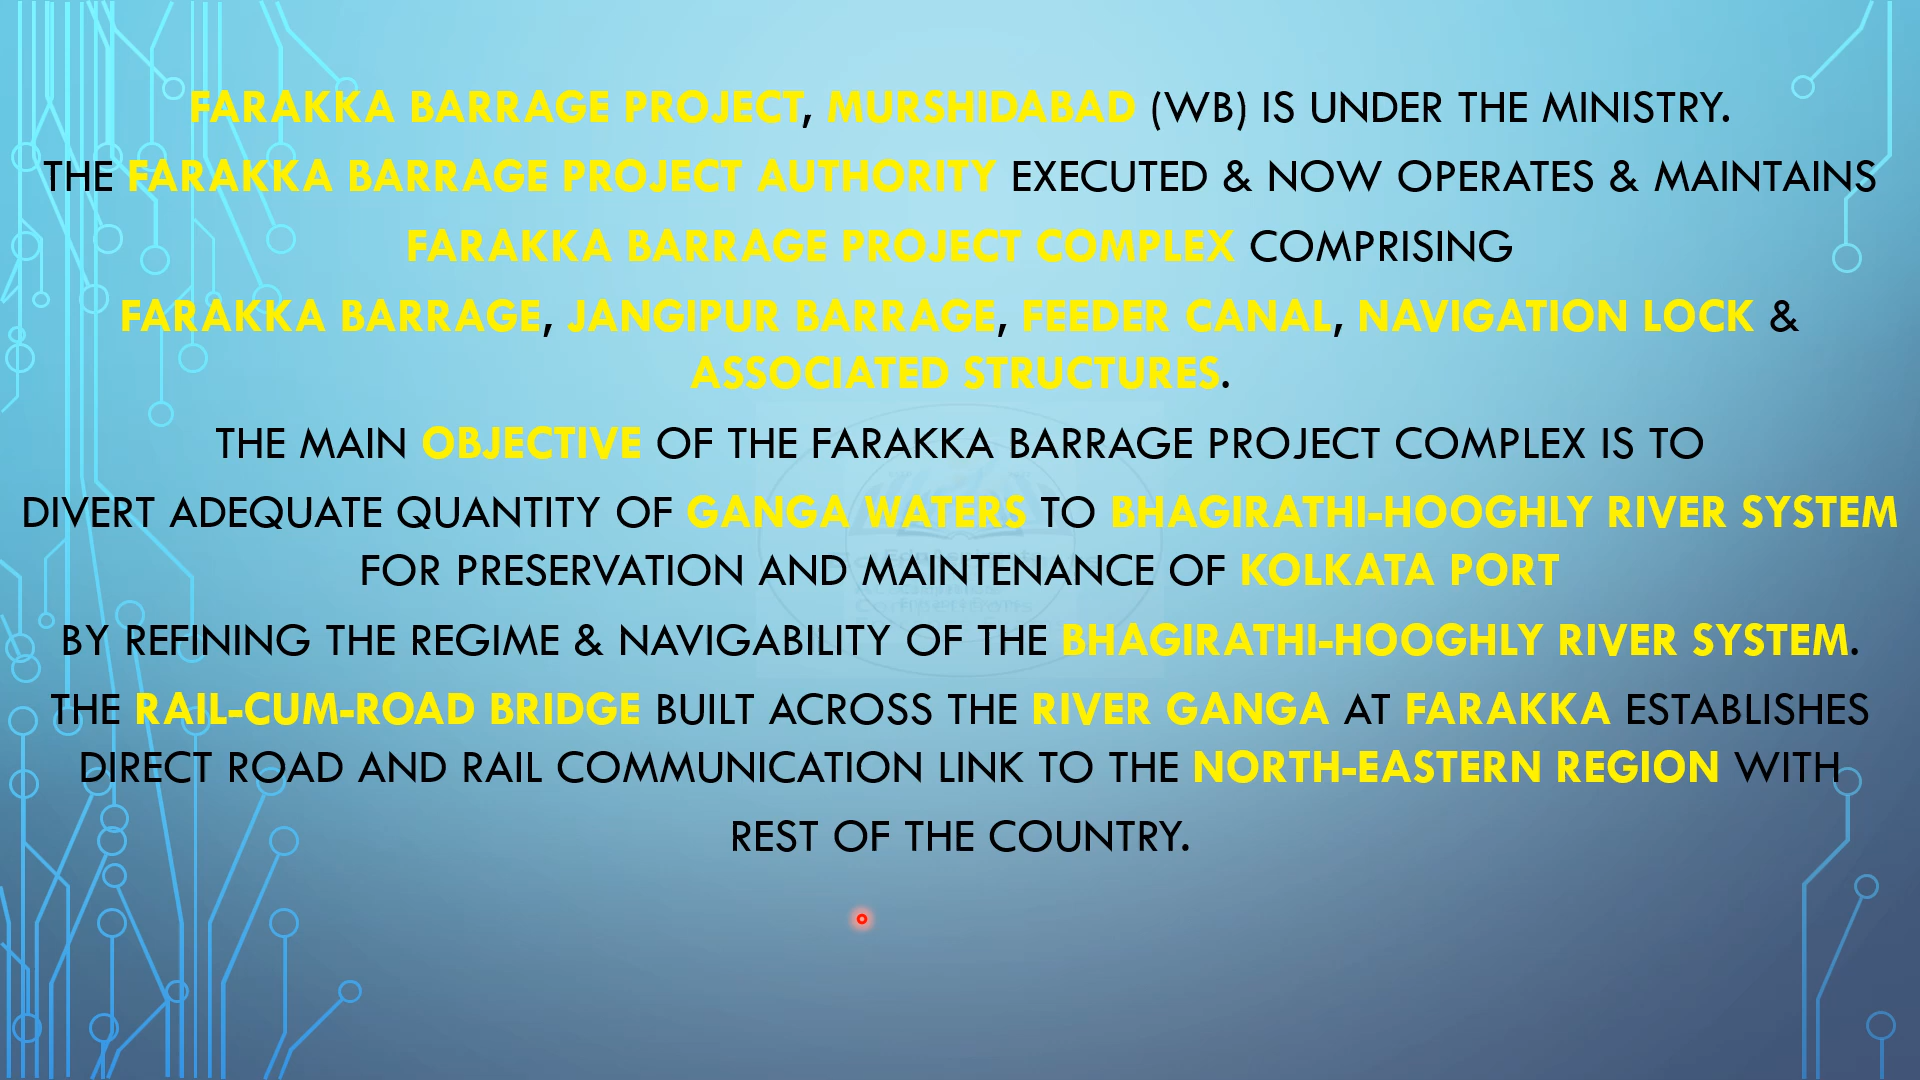 FARAKKA BARRAGE PROJECT, MURSHIDABAD (WB) IS UNDER THE MINISTRY.
THE FARAKKA BARRAGE PROJECT AUTHORITY EXECUTED & NOW OPERATES & MAINTAINS
FARAKKA BARRAGE PROJECT COMPLEX COMPRISING
FARAKKA BARRAGE, JANGIPUR BARRAGE, FEEDER CANAL, NAVIGATION LOCK &
ASSOCIATED STRUCTURES.
THE MAIN OBJECTIVE OF THE FARAKKA BARRAGE PROJECT COMPLEX IS TO
DIVERT ADEQUATE QUANTITY OF GANGA WATERS TO BHAGIRATHI-HOOGHLY RIVER SYSTEM
FOR PRESERVATION AND MAINTENANCE OF KOLKATA PORT
BY REFINING THE REGIME & NAVIGABILITY OF THE BHAGIRATHI-HOOGHLY RIVER SYSTEM.
THE RAIL-CUM-ROAD BRIDGE BUILT ACROSS THE RIVER GANGA AT FARAKKA ESTABLISHES
DIRECT ROAD AND RAIL COMMUNICATION LINK TO THE NORTH-EASTERN REGION WITH
REST OF THE COUNTRY.